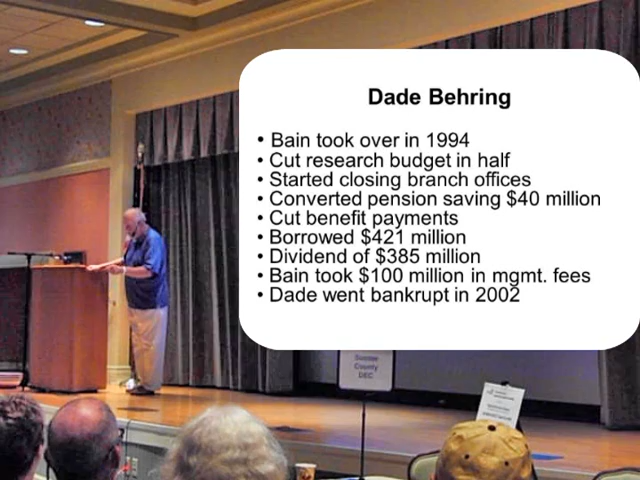 Dade Behring
• Bain took over in 1994
• Cut research budget in half
• Started closing branch offices
• Converted pension saving $40 million
• Cut benefit payments
• Borrowed $421 million
• Dividend of $385 million
• Bain took $100 million in mgmt. fees
• Dade went bankrupt in 2002
County
DEC